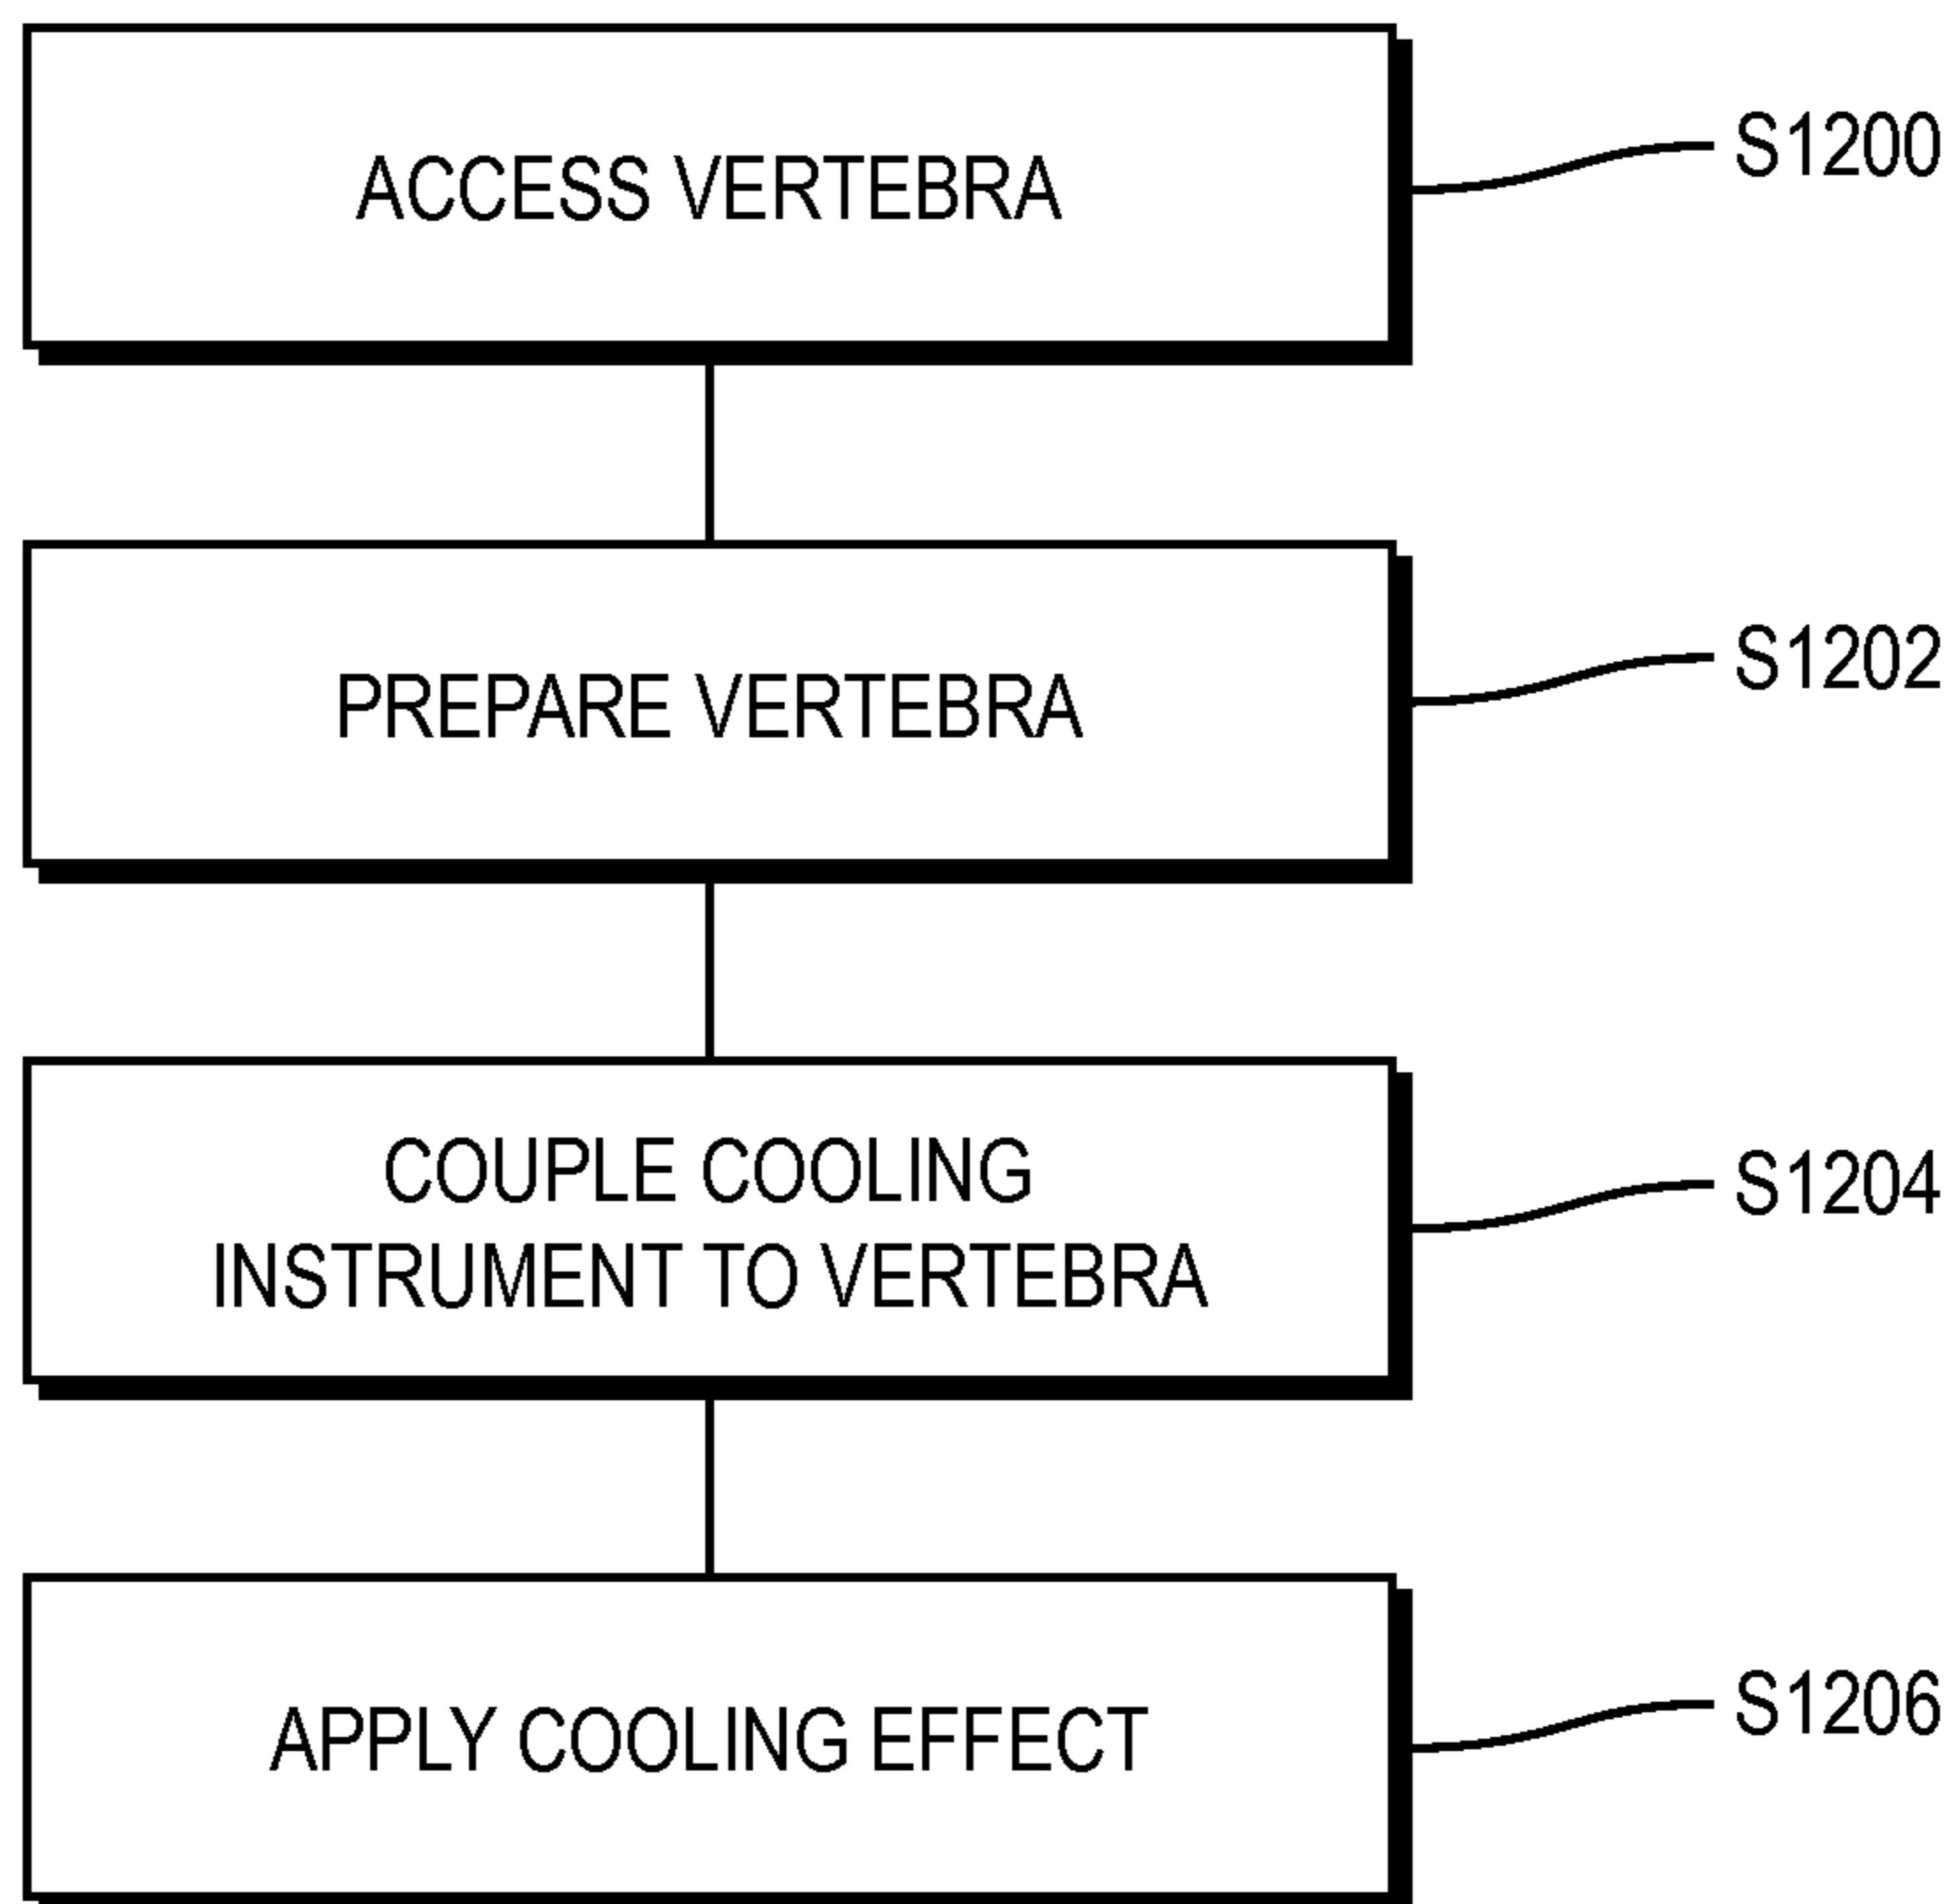 ACCESS VERTEBRA
S1200
PREPARE VERTEBRA
S1202
COUPLE COOLING
INSTRUMENT TO VERTEBRA
S1204
APPLY COOLING EFFECT
S1206